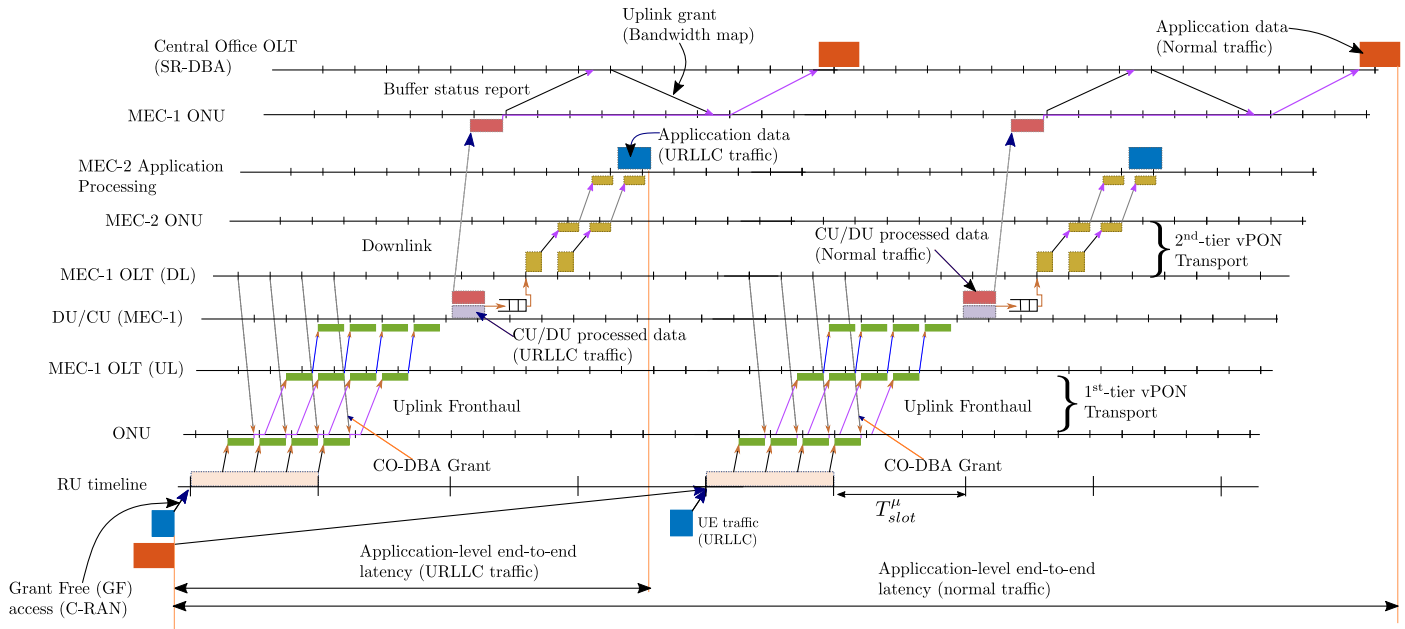 Uplink grant
(Bandwidth map)
Central Office OLT
(SR-DBA)
Appliccation data
(Normal traffic)
Buffer status report
MEC-1 ONU
Appliccation data
(URLLC traffic)
MEC-2 Application
Processing
MEC-2 ONU
Downlink
CU/DU processed data
(Normal traffic)
2nd-tier vPON
Transport
MEC-1 OLT (DL)
DU/CU (MEC-1)
CU/DU processed data
(URLLC traffic)
MEC-1 OLT (UL)
Uplink Fronthaul
Uplink Fronthaul
1st-tier vPON
Transport
ONU
CO-DBA Grant
CO-DBA Grant
RU timeline
T^μ_slot
UE traffic
(URLLC)
Appliccation-level end-to-end
latency (URLLC traffic)
Appliccation-level end-to-end
latency (normal traffic)
Grant Free (GF)
access (C-RAN)